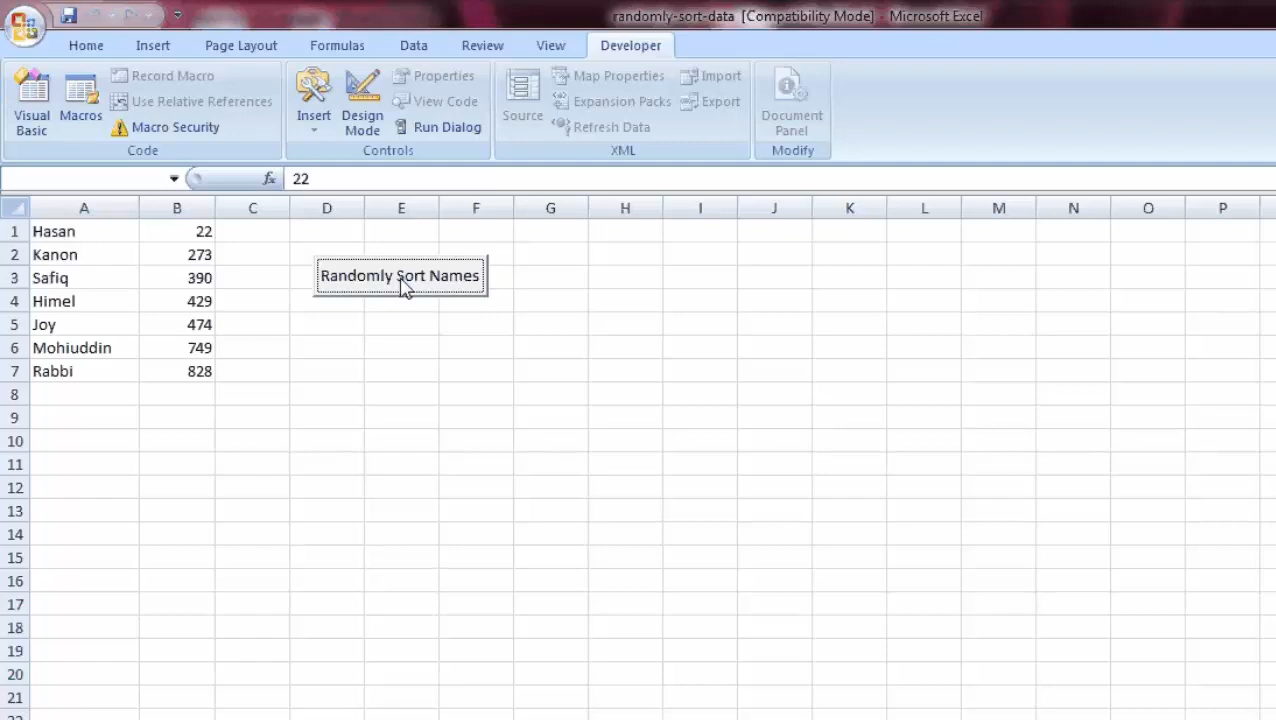 randomly-sort-data [Compatibility Mode] - Microsoft Excel
Home Insert Page Layout Formulas Data Review View Developer
Visual Basic
Macros
Record Macro
Use Relative References
Macro Security
Code
Insert
Design Mode
Properties
View Code
Run Dialog
Controls
Source
Map Properties
Expansion Packs
Refresh Data
Import
Export
XML
Document Panel
Modify
fx 22
A B C D E F G H I J K L M N O P
1 Hasan 22
2 Kanon 273
3 Safiq 390
Randomly Sort Names
4 Himel 429
5 Joy 474
6 Mohiuddin 749
7 Rabbi 828
8
9
10
11
12
13
14
15
16
17
18
19
20
21